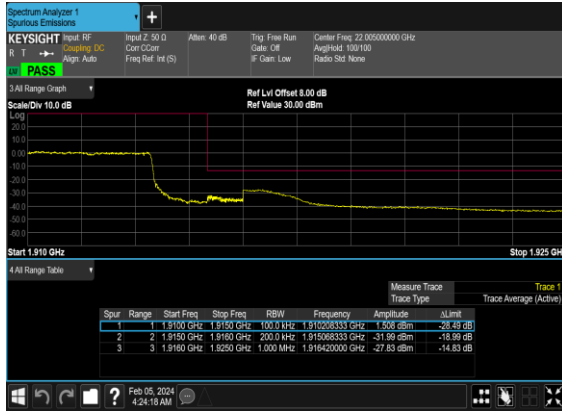 Spectrum Analyzer 1
Spurious Emissions
KEYSIGHT Input: RF Input Z: 50 Ω Atten: 40 dB Trig: Free Run Center Freq: 22.005000000 GHz
R T Coupling: DC Corr CCorr Gate: Off Avg|Hold: 100/100
Align: Auto Freq Ref: Int (S) IF Gain: Low Radio Std: None
PASS
3 All Range Graph Ref Lvl Offset 8.00 dB
Scale/Div 10.0 dB Ref Value 30.00 dBm
Log
20.0
10.0
0.00
-10.0
-20.0
-30.0
-40.0
-50.0
-60.0
Start 1.910 GHz Stop 1.925 GH
4 All Range Table
Measure Trace Trace 1
Trace Type Trace Average (Active)
Spur Range Start Freq Stop Freq RBW Frequency Amplitude ΔLimit
1 1 1.9100 GHz 1.9150 GHz 100.0 kHz 1.910208333 GHz 1.508 dBm -28.49 dB
2 2 1.9150 GHz 1.9160 GHz 200.0 kHz 1.915068333 GHz -31.99 dBm -18.99 dB
3 3 1.9160 GHz 1.9250 GHz 1.000 MHz 1.916420000 GHz -27.83 dBm -14.83 dB
Feb 05, 2024
4:24:18 AM